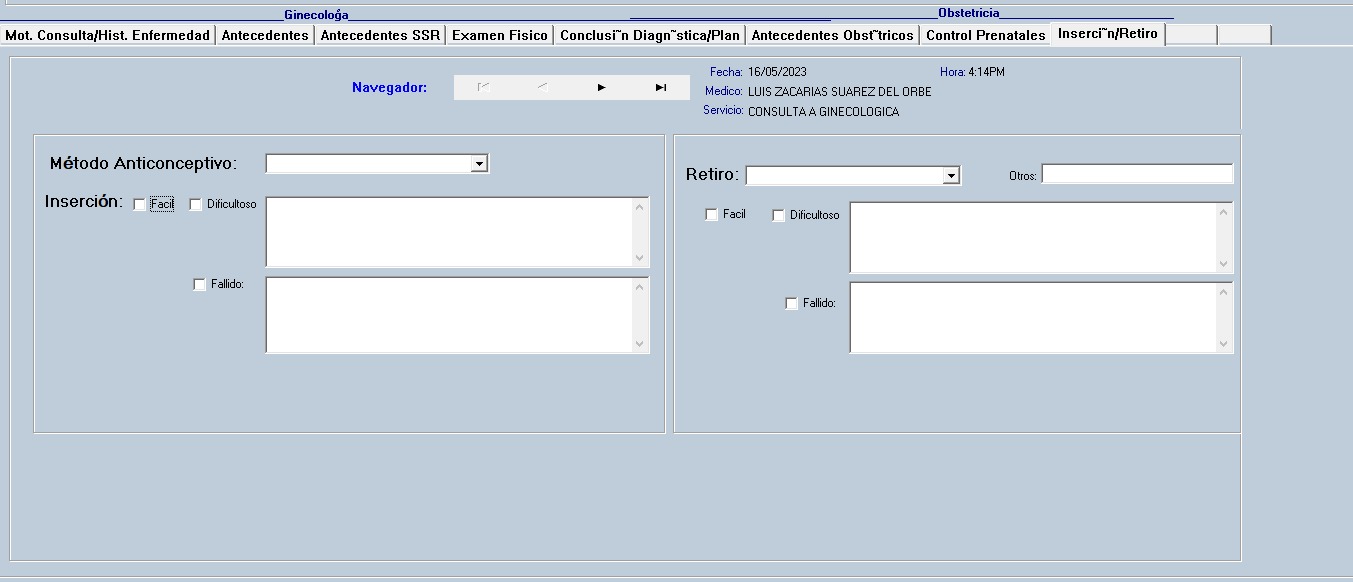 Ginecolog̃a
Obstetricia
Mot. Consulta/Hist. Enfermedad
Antecedentes
Antecedentes SSR
Examen Fisico
Conclusi˜n Diagn˜stica/Plan
Antecedentes Obst˜tricos
Control Prenatales
Inserci˜n/Retiro
Navegador:
Fecha: 16/05/2023
Hora: 4:14PM
Medico: LUIS ZACARIAS SUAREZ DEL ORBE
Servicio: CONSULTA A GINECOLOGICA
Método Anticonceptivo:
Inserción: Facil Dificultoso
Fallido:
Retiro:
Otros:
Facil Dificultoso
Fallido: